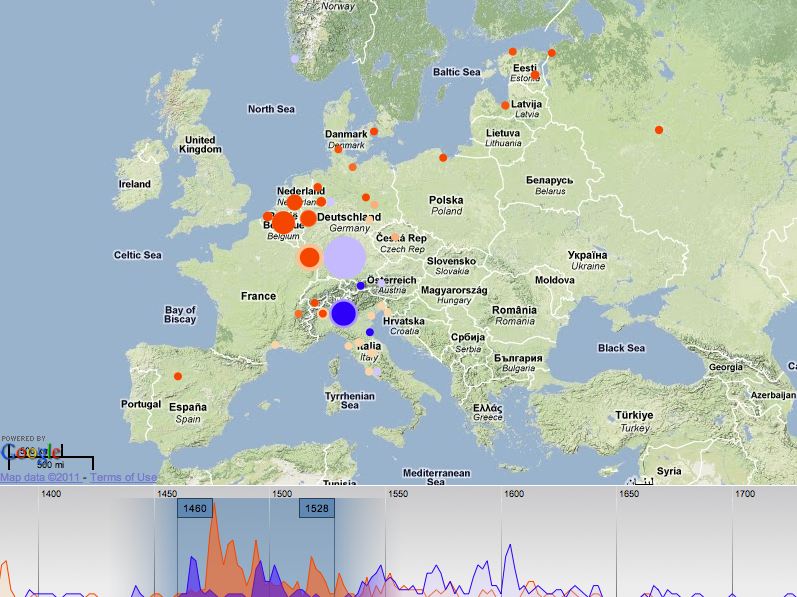 Norway
Baltic Sea
Eesti
Estonia
North Sea
Latvija
Latvia
Danmark
Denmark
Lietuva
Lithuania
United
Kingdom
Беларусь
Belarus
Ireland
Nederland
Polska
Poland
Deutschland
Germany
Belgium
Česká Rep
Czech Rep
Celtic Sea
Slovensko
Slovakia
Україна
Ukraine
Österreich
Austria
Magyarország
Hungary
Moldova
France
România
Romania
Bay of
Biscay
Hrvatska
Croatia
Србија
Serbia
Black Sea
Italia
Italy
България
Bulgaria
Georgia
Portugal
España
Spain
Tyrrhenian
Sea
Ελλάς
Greece
Türkiye
Turkey
Azerbaijan
POWERED BY
Google
500 mi
Mediterranean
Sea
Syria
Map data ©2011 - Terms of Use
Tunisia
1400
1450
1500
1550
1600
1650
1700
1460
1528